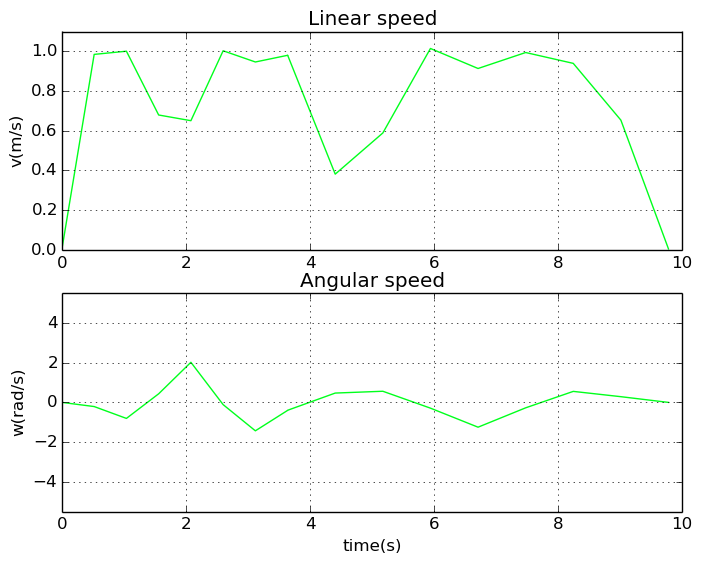 Linear speed
v(m/s)
1.0
0.8
0.6
0.4
0.2
0.0
0 2 4 6 8 10
Angular speed
w(rad/s)
4
2
0
−2
−4
0 2 4 6 8 10
time(s)